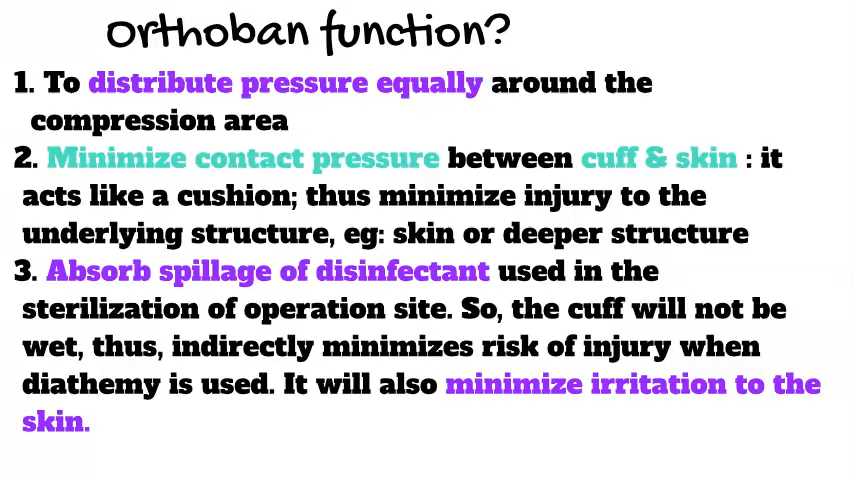 Orthoban function?
1. To distribute pressure equally around the
compression area
2. Minimize contact pressure between cuff & skin : it
acts like a cushion; thus minimize injury to the
underlying structure, eg: skin or deeper structure
3. Absorb spillage of disinfectant used in the
sterilization of operation site. So, the cuff will not be
wet, thus, indirectly minimizes risk of injury when
diathemy is used. It will also minimize irritation to the
skin.